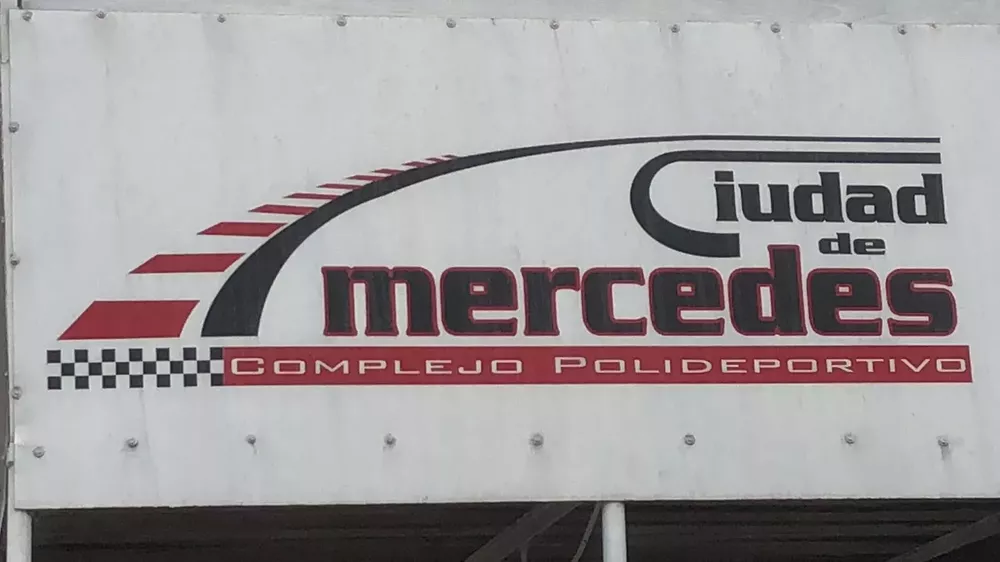 Ciudad
de
mercedes
COMPLEJO POLIDEPORTIVO